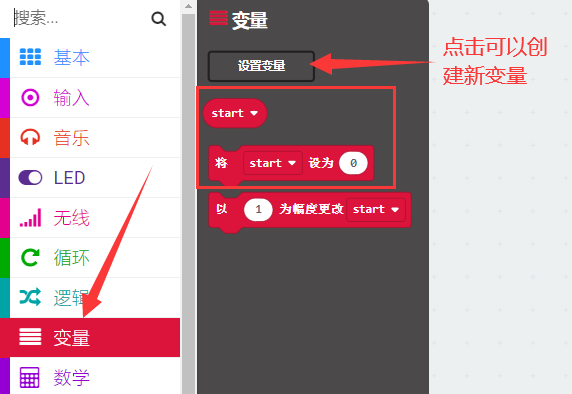 搜索...
基本
输入
音乐
LED
无线
循环
逻辑
变量
数学
变量
设置变量
start
将 start 设为 0
以 1 为幅度更改 start
点击可以创
建新变量